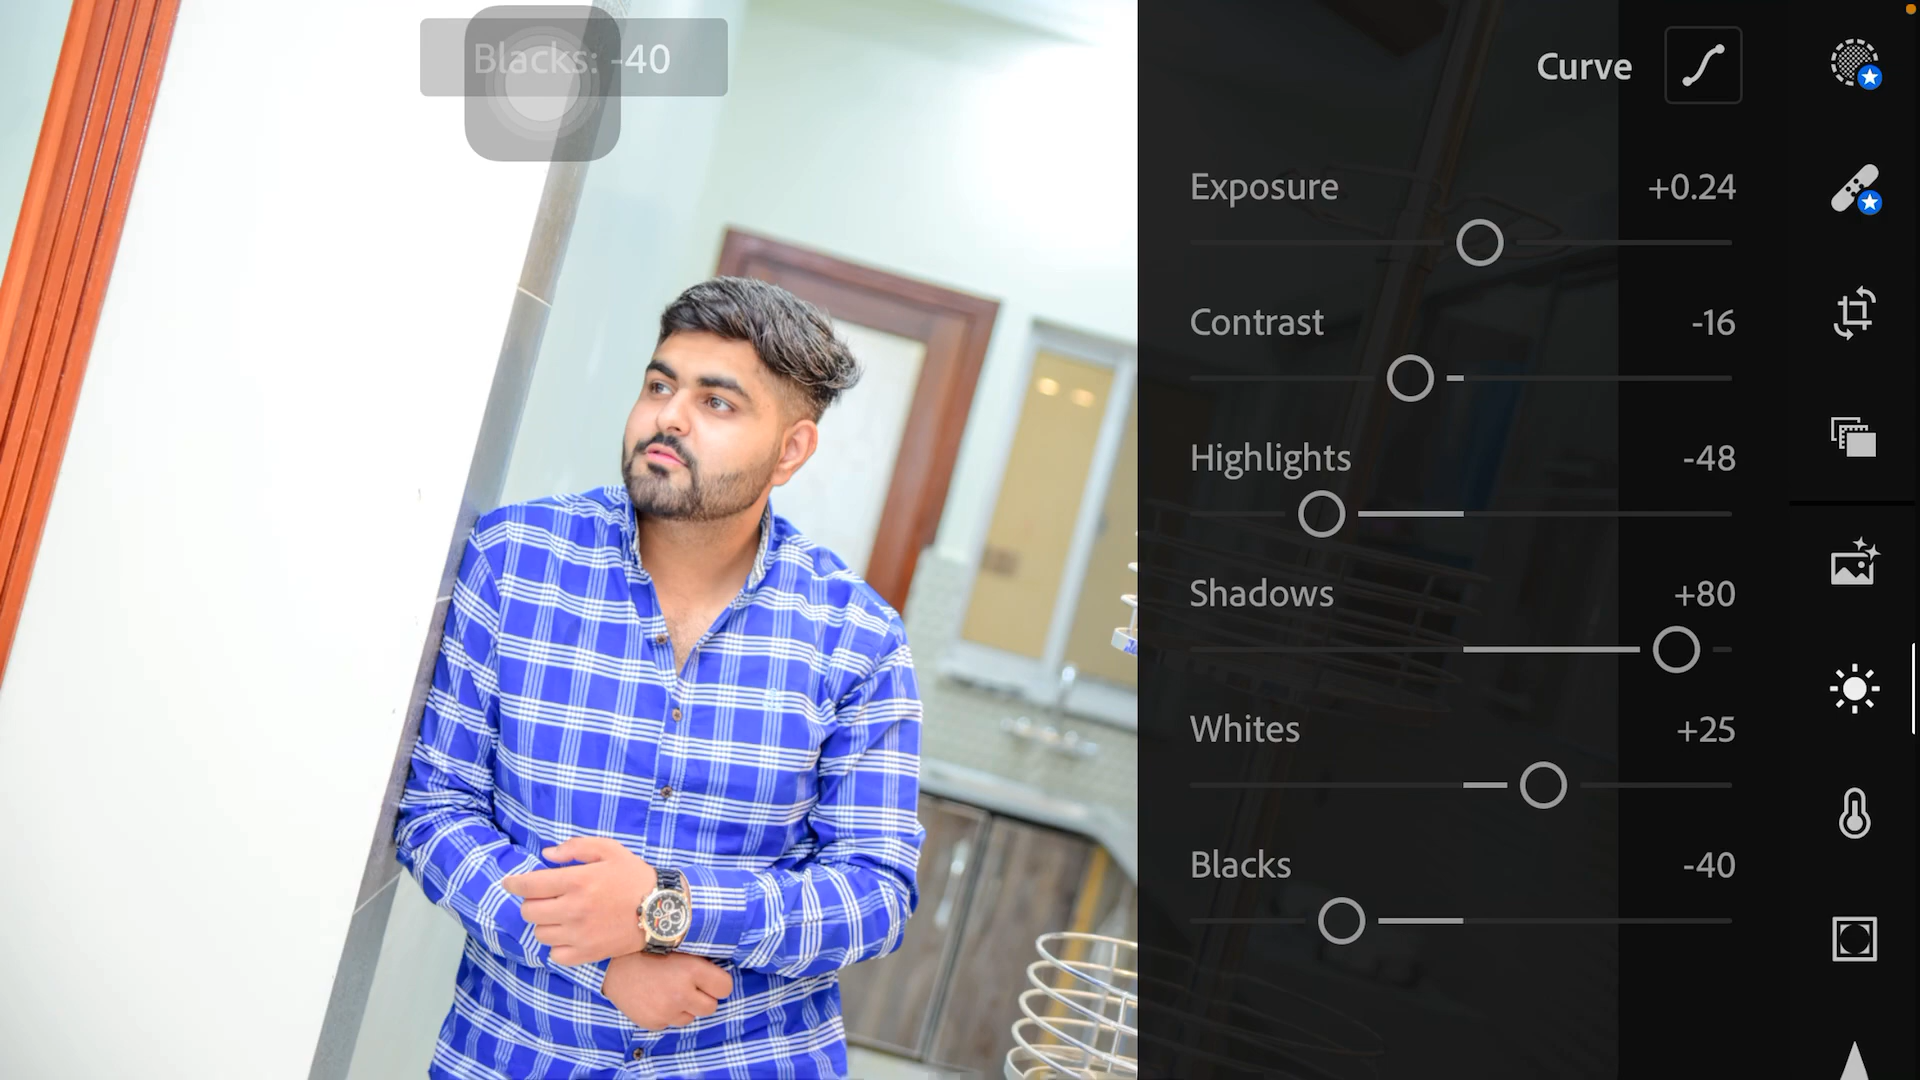 Blacks: -40
Curve
Exposure +0.24
Contrast -16
Highlights -48
Shadows +80
Whites +25
Blacks -40